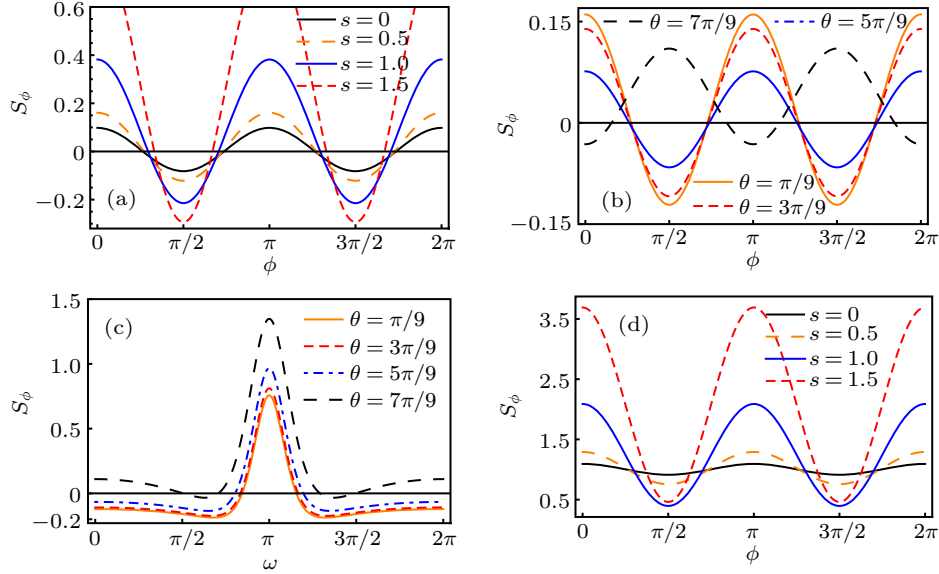 0.6
0.4
0.2
0
−0.2
S_ϕ
s = 0
s = 0.5
s = 1.0
s = 1.5
(a)
0
π/2
π
3π/2
2π
ϕ
0.15
0
−0.15
S_ϕ
θ = 7π/9
θ = 5π/9
θ = π/9
θ = 3π/9
(b)
0
π/2
π
3π/2
2π
ϕ
1.5
1.0
0.5
0
−0.2
S_ϕ
(c)
θ = π/9
θ = 3π/9
θ = 5π/9
θ = 7π/9
0
π/2
π
3π/2
2π
ω
3.5
2.5
1.5
0.5
S_ϕ
(d)
s = 0
s = 0.5
s = 1.0
s = 1.5
0
π/2
π
3π/2
2π
ϕ